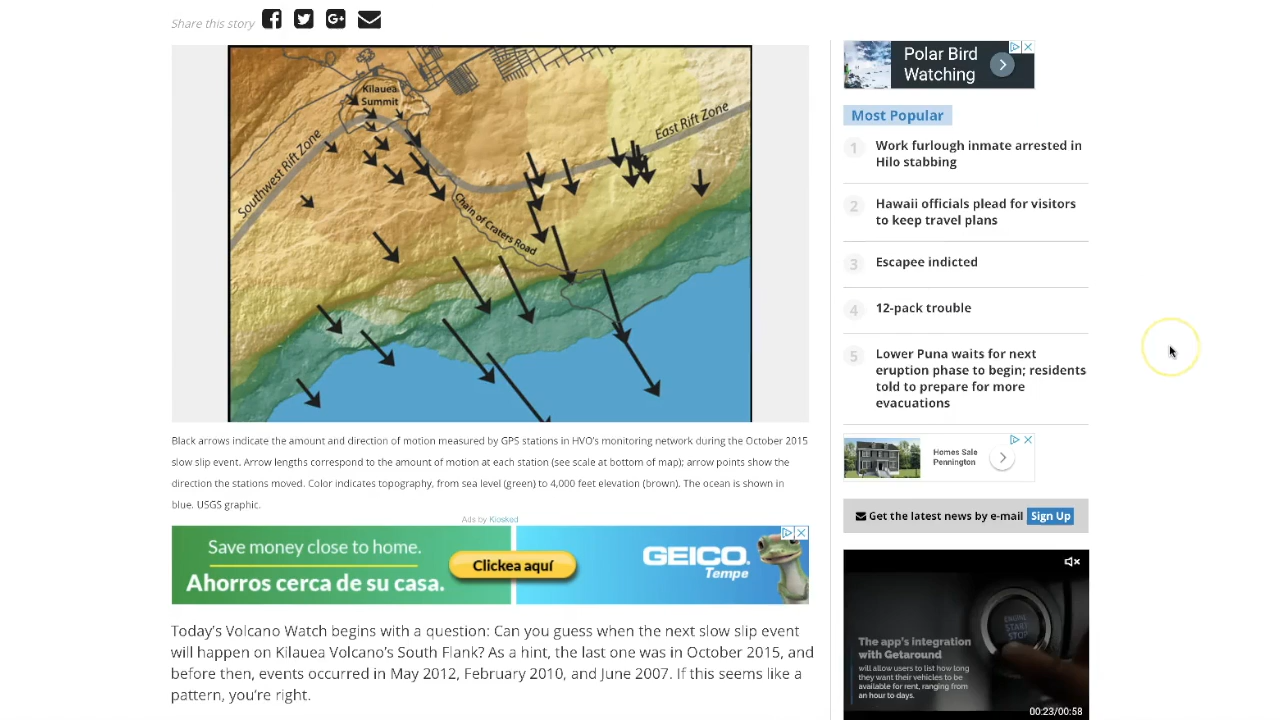 Share this story
Kilauea
Summit
Southwest Rift Zone
East Rift Zone
Chain of Craters Road
Black arrows indicate the amount and direction of motion measured by GPS stations in HVO's monitoring network during the October 2015
slow slip event. Arrow lengths correspond to the amount of motion at each station (see scale at bottom of map); arrow points show the
direction the stations moved. Color indicates topography, from sea level (green) to 4,000 feet elevation (brown). The ocean is shown in
blue. USGS graphic.
Ads by Kiosked
Save money close to home.
Ahorros cerca de su casa.
Clickea aquí
GEICO.
Tempe
Today's Volcano Watch begins with a question: Can you guess when the next slow slip event
will happen on Kilauea Volcano's South Flank? As a hint, the last one was in October 2015, and
before then, events occurred in May 2012, February 2010, and June 2007. If this seems like a
pattern, you're right.
Polar Bird
Watching
Most Popular
1 Work furlough inmate arrested in
Hilo stabbing
2 Hawaii officials plead for visitors
to keep travel plans
3 Escapee indicted
4 12-pack trouble
5 Lower Puna waits for next
eruption phase to begin; residents
told to prepare for more
evacuations
Homes Sale
Pennington
Get the latest news by e-mail Sign Up
ENGINE
START
STOP
The app's integration
with Getaround
will allow users to list how long
they want their vehicles to be
available for rent, ranging from
an hour to days.
00:23/00:58